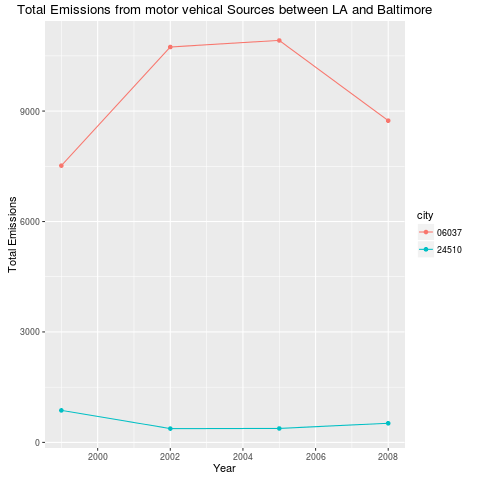 Total Emissions from motor vehical Sources between LA and Baltimore
Total Emissions
9000
6000
3000
0
2000 2002 2004 2006 2008
Year
city
06037
24510